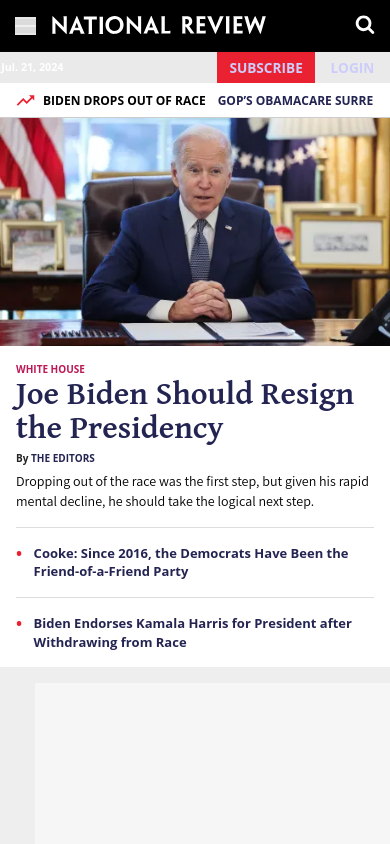 NATIONAL REVIEW
Jul. 21, 2024
SUBSCRIBE
LOGIN
BIDEN DROPS OUT OF RACE GOP'S OBAMACARE SURRE
WHITE HOUSE
Joe Biden Should Resign
the Presidency
By THE EDITORS
Dropping out of the race was the first step, but given his rapid
mental decline, he should take the logical next step.
Cooke: Since 2016, the Democrats Have Been the
Friend-of-a-Friend Party
Biden Endorses Kamala Harris for President after
Withdrawing from Race